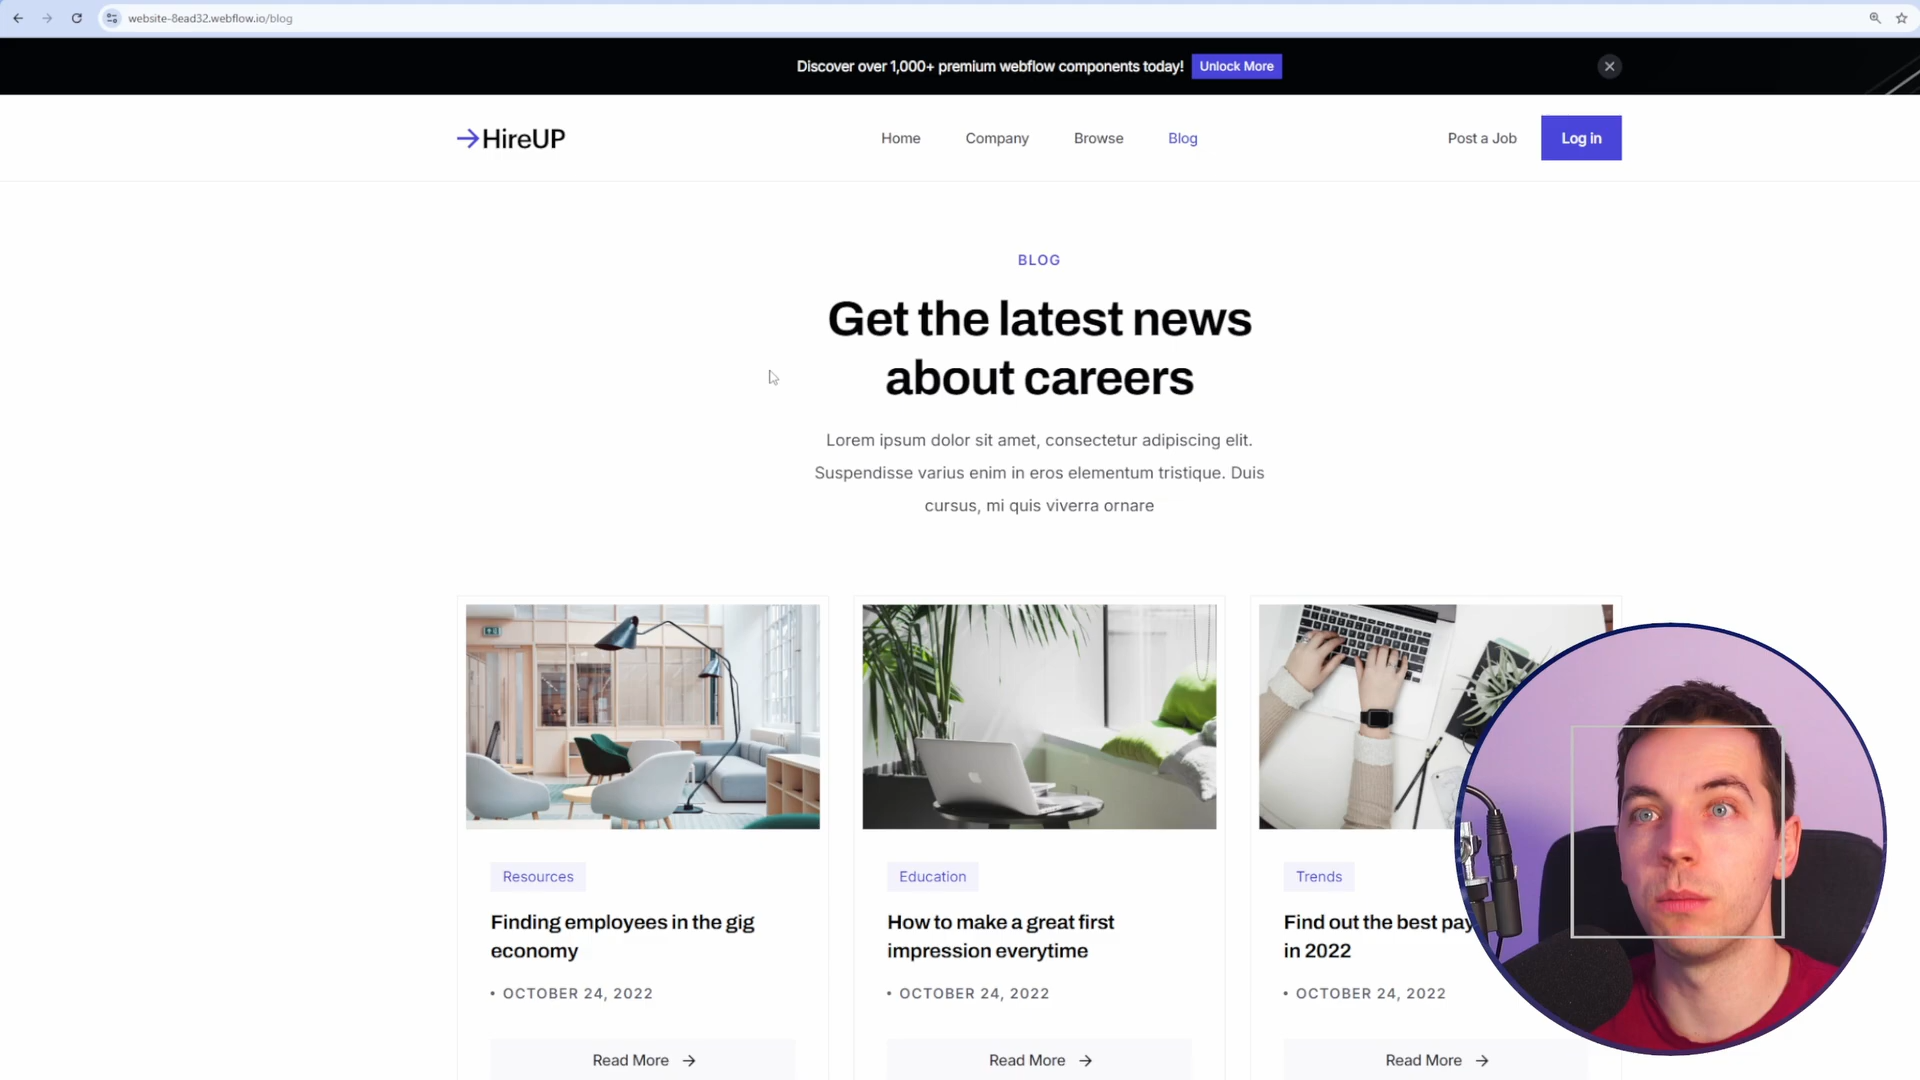 website-8ead32.webflow.io/blog
Discover over 1,000+ premium webflow components today! Unlock More
HireUP
Home Company Browse Blog
Post a Job Log in
BLOG
Get the latest news
about careers
Lorem ipsum dolor sit amet, consectetur adipiscing elit.
Suspendisse varius enim in eros elementum tristique. Duis
cursus, mi quis viverra ornare
Resources
Finding employees in the gig
economy
• OCTOBER 24, 2022
Read More
Education
How to make a great first
impression everytime
• OCTOBER 24, 2022
Read More
Trends
Find out the best pay
in 2022
• OCTOBER 24, 2022
Read More